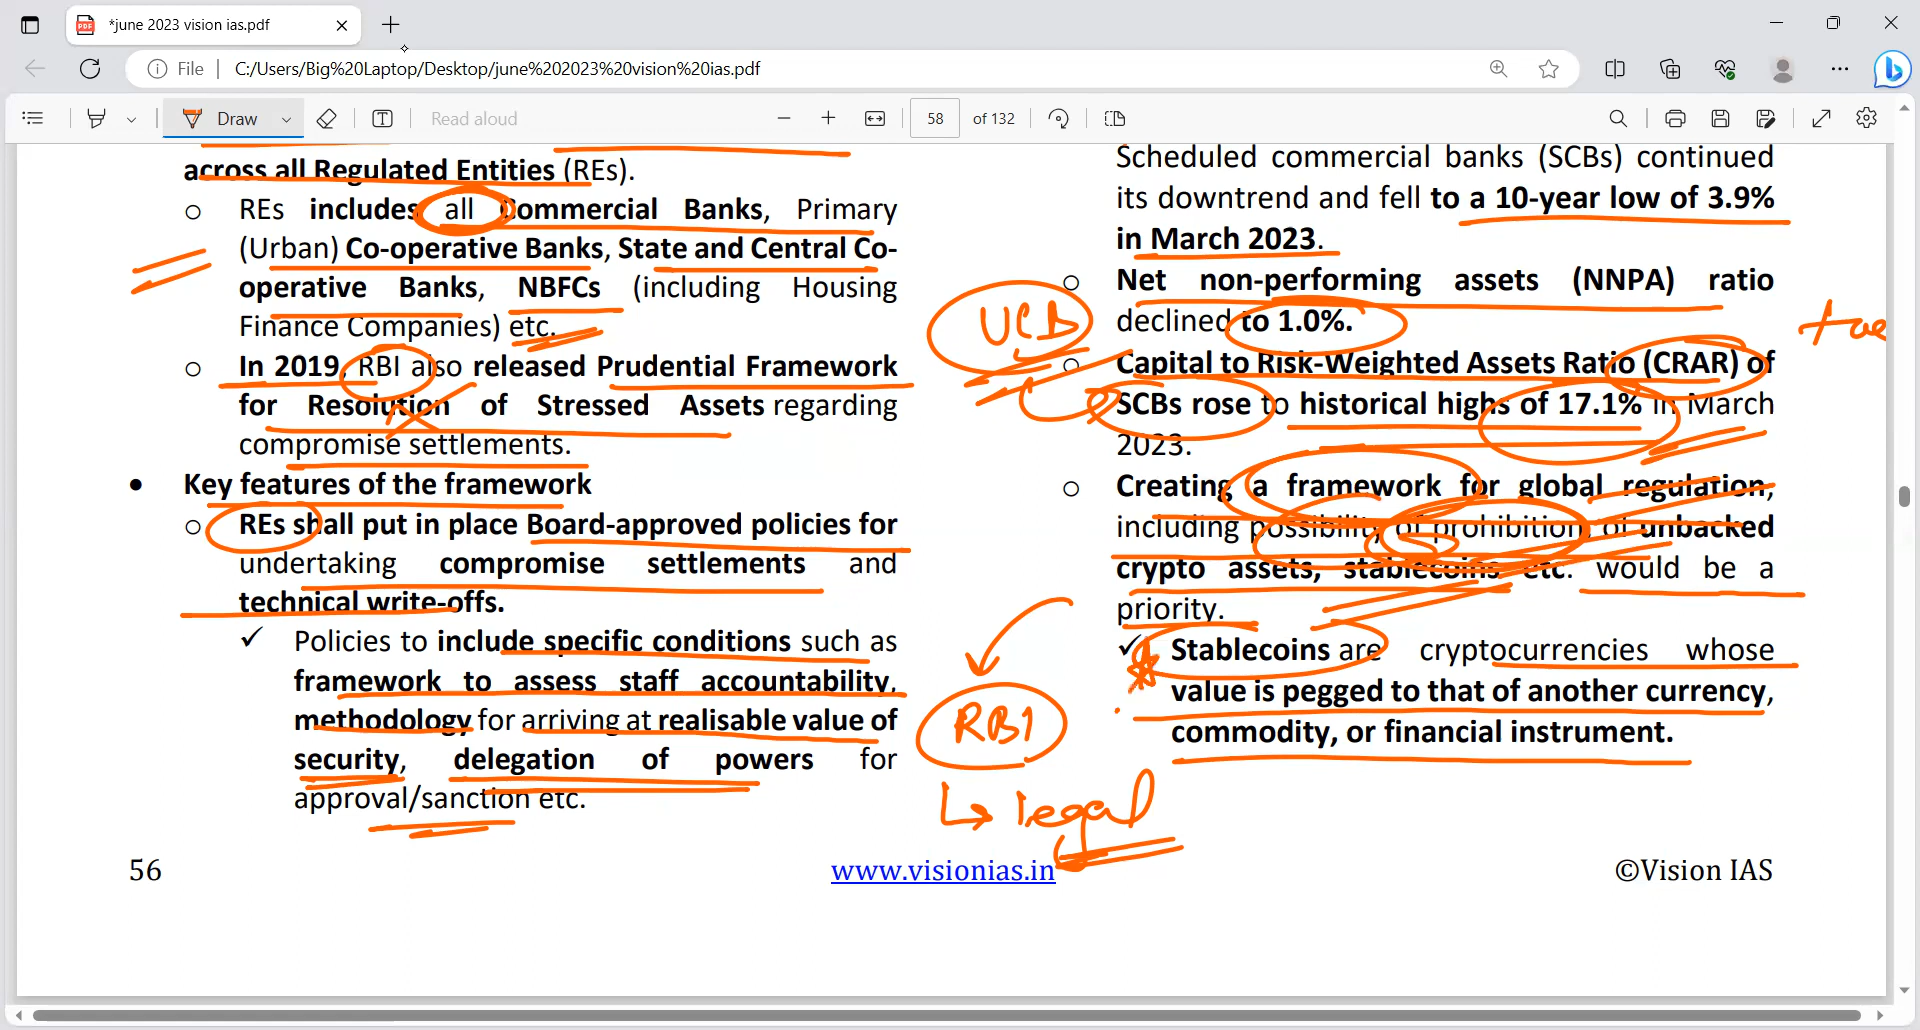 *june 2023 vision ias.pdf
File
C:/Users/Big%20Laptop/Desktop/june%202023%20vision%20ias.pdf
Draw
Read aloud
58
of 132
across all Regulated Entities (REs).
o REs includes all Commercial Banks, Primary
(Urban) Co-operative Banks, State and Central Co-
operative Banks, NBFCs (including Housing
Finance Companies) etc.
o In 2019, RBI also released Prudential Framework
for Resolution of Stressed Assets regarding
compromise settlements.
• Key features of the framework
o REs shall put in place Board-approved policies for
undertaking compromise settlements and
technical write-offs.
✓ Policies to include specific conditions such as
framework to assess staff accountability,
methodology for arriving at realisable value of
security, delegation of powers for
approval/sanction etc.
UCB
RBI
legal
Scheduled commercial banks (SCBs) continued
its downtrend and fell to a 10-year low of 3.9%
in March 2023.
o Net non-performing assets (NNPA) ratio
declined to 1.0%.
o Capital to Risk-Weighted Assets Ratio (CRAR) of
SCBs rose to historical highs of 17.1% in March
2023.
o Creating a framework for global regulation,
including possibility of prohibition, of unbacked
crypto assets, stablecoins etc. would be a
priority.
✓ Stablecoins are cryptocurrencies whose
value is pegged to that of another currency,
commodity, or financial instrument.
56
www.visionias.in
©Vision IAS